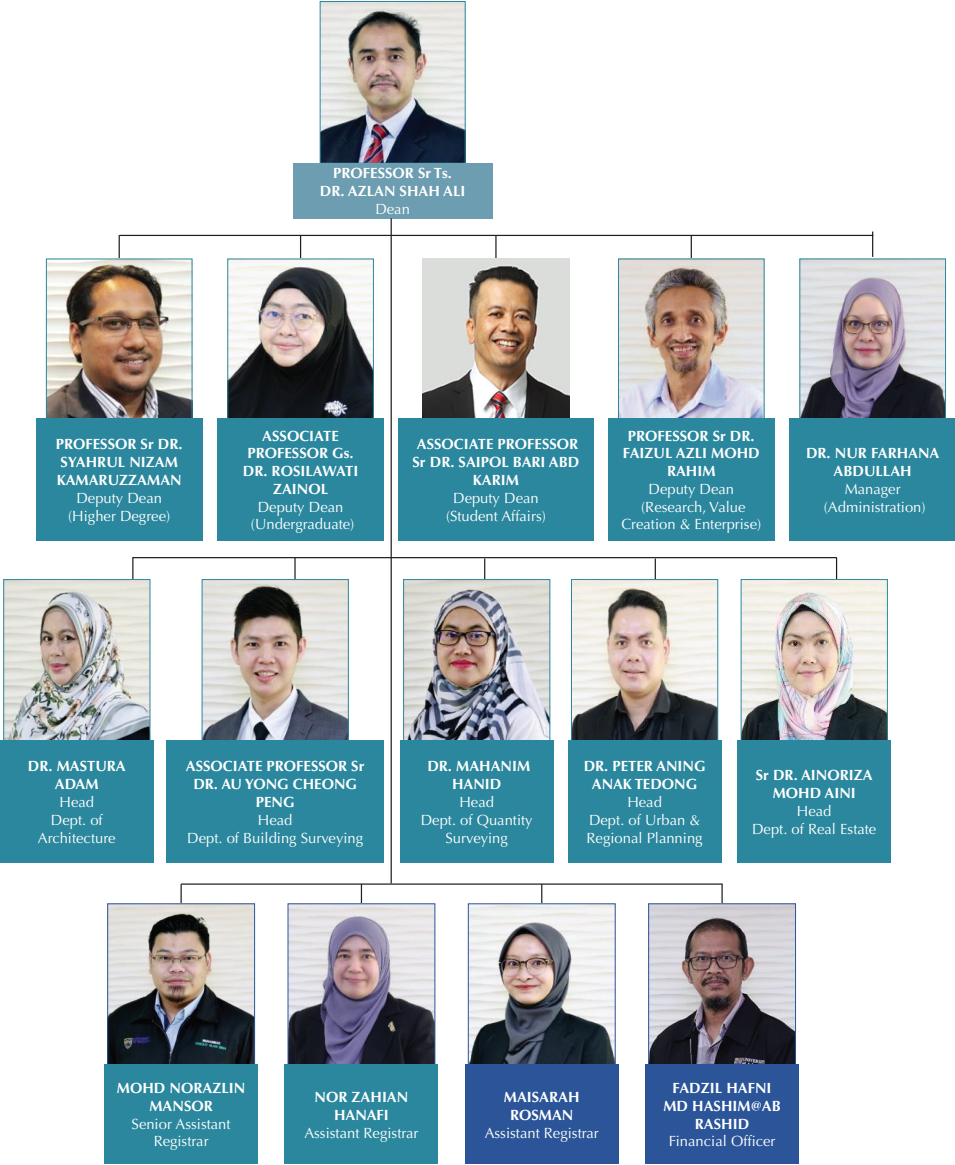 PROFESSOR Sr Ts.
DR. AZLAN SHAH ALI
Dean
PROFESSOR Sr DR.
SYAHRUL NIZAM
KAMARUZZAMAN
Deputy Dean
(Higher Degree)
ASSOCIATE
PROFESSOR Gs.
DR. ROSILAWATI
ZAINOL
Deputy Dean
(Undergraduate)
ASSOCIATE PROFESSOR
Sr DR. SAIPOL BARI ABD
KARIM
Deputy Dean
(Student Affairs)
PROFESSOR Sr DR.
FAIZUL AZLI MOHD
RAHIM
Deputy Dean
(Research, Value
Creation & Enterprise)
DR. NUR FARHANA
ABDULLAH
Manager
(Administration)
DR. MASTURA
ADAM
Head
Dept. of
Architecture
ASSOCIATE PROFESSOR Sr
DR. AU YONG CHEONG
PENG
Head
Dept. of Building Surveying
DR. MAHANIM
HANID
Head
Dept. of Quantity
Surveying
DR. PETER ANING
ANAK TEDONG
Head
Dept. of Urban &
Regional Planning
Sr DR. AINORIZA
MOHD AINI
Head
Dept. of Real Estate
MOHD NORAZLIN
MANSOR
Senior Assistant
Registrar
NOR ZAHIAN
HANAFI
Assistant Registrar
MAISARAH
ROSMAN
Assistant Registrar
FADZIL HAFNI
MD HASHIM@AB
RASHID
Financial Officer